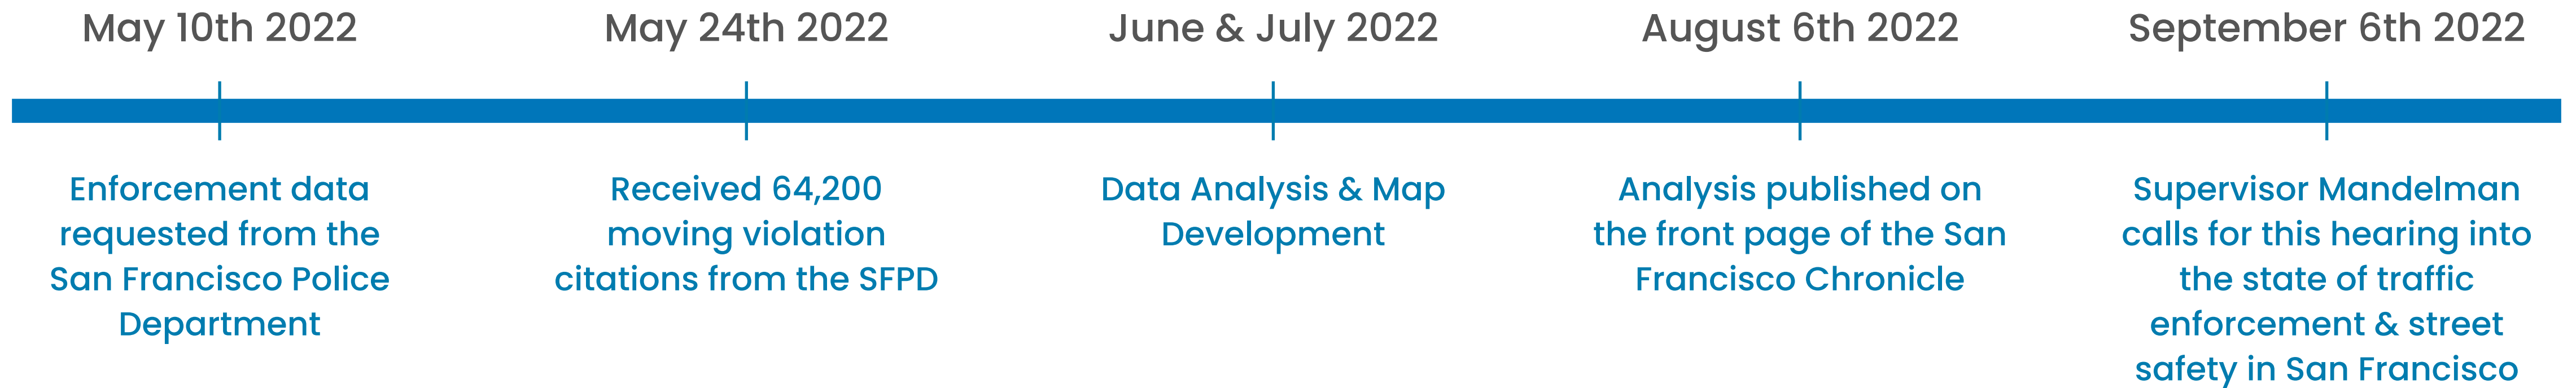 May 10th 2022
Enforcement data
requested from the
San Francisco Police
Department
May 24th 2022
Received 64,200
moving violation
citations from the SFPD
June & July 2022
Data Analysis & Map
Development
August 6th 2022
Analysis published on
the front page of the San
Francisco Chronicle
September 6th 2022
Supervisor Mandelman
calls for this hearing into
the state of traffic
enforcement & street
safety in San Francisco